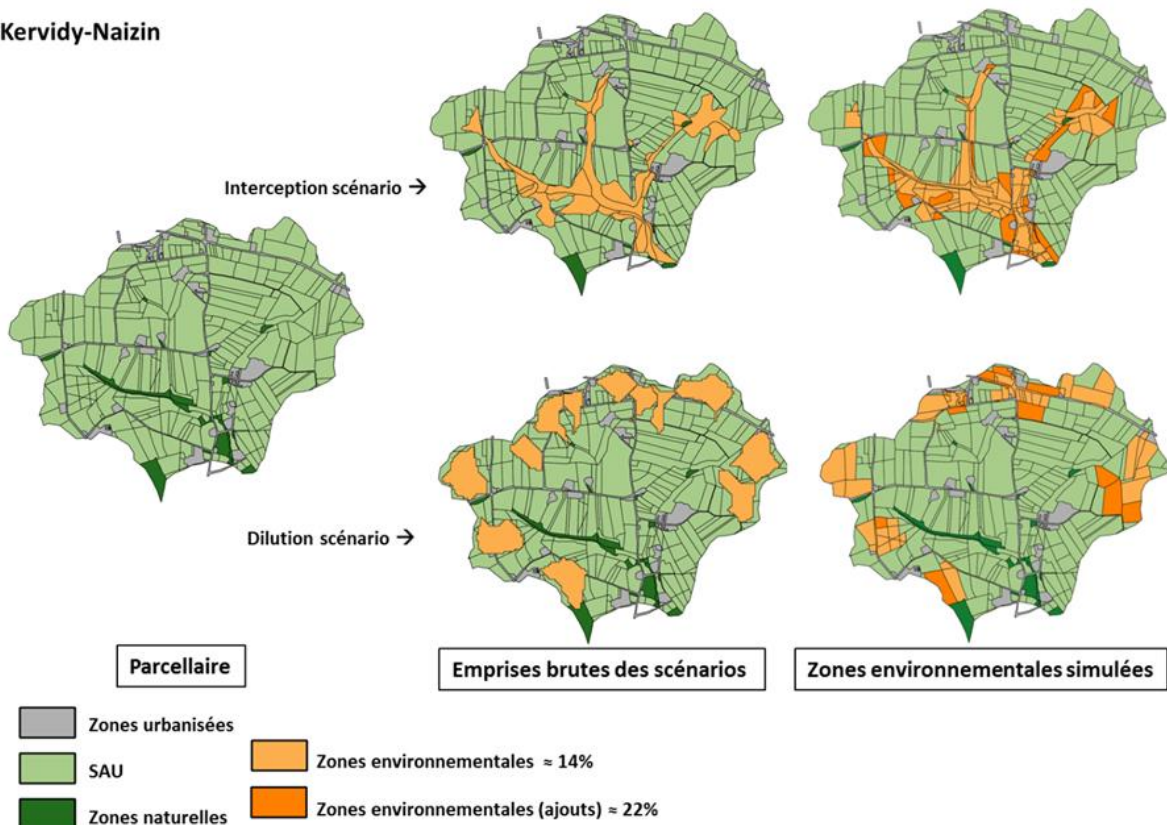 Kervidy-Naizin
Interception scénario →
Dilution scénario →
Parcellaire
Emprises brutes des scénarios
Zones environnementales simulées
Zones urbanisées
SAU
Zones naturelles
Zones environnementales ≈ 14%
Zones environnementales (ajouts) ≈ 22%